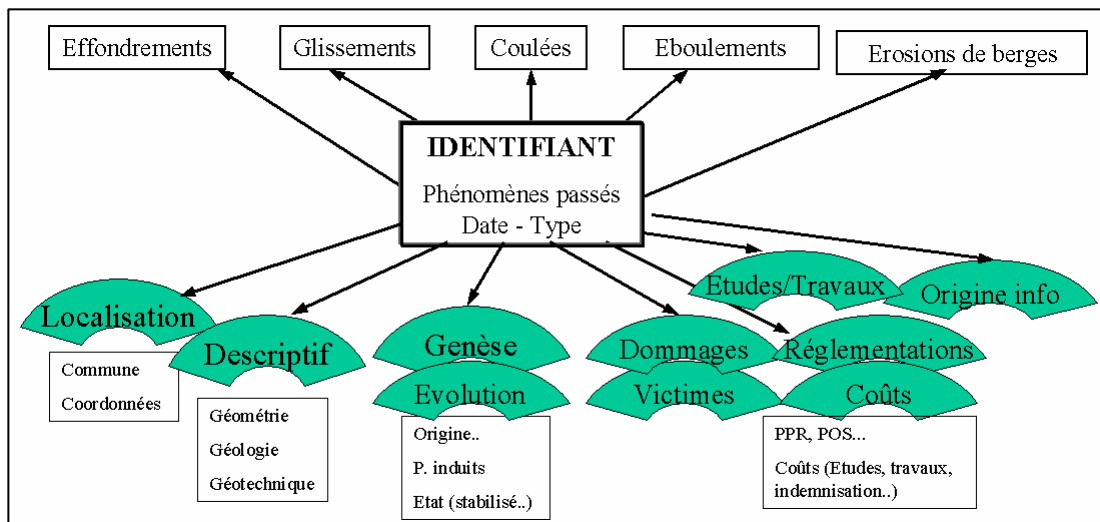 Effondrements
Glissements
Coulées
Eboulements
Erosions de berges
IDENTIFIANT
Phénomènes passés
Date - Type
Etudes/Travaux
Origine info
Localisation
Descriptif
Genèse
Dommages
Réglementations
Evolution
Victimes
Coûts
Commune
Coordonnées
Géométrie
Géologie
Géotechnique
Origine..
P. induits
Etat (stabilisé..)
PPR, POS...
Coûts (Etudes, travaux,
indemnisation..)